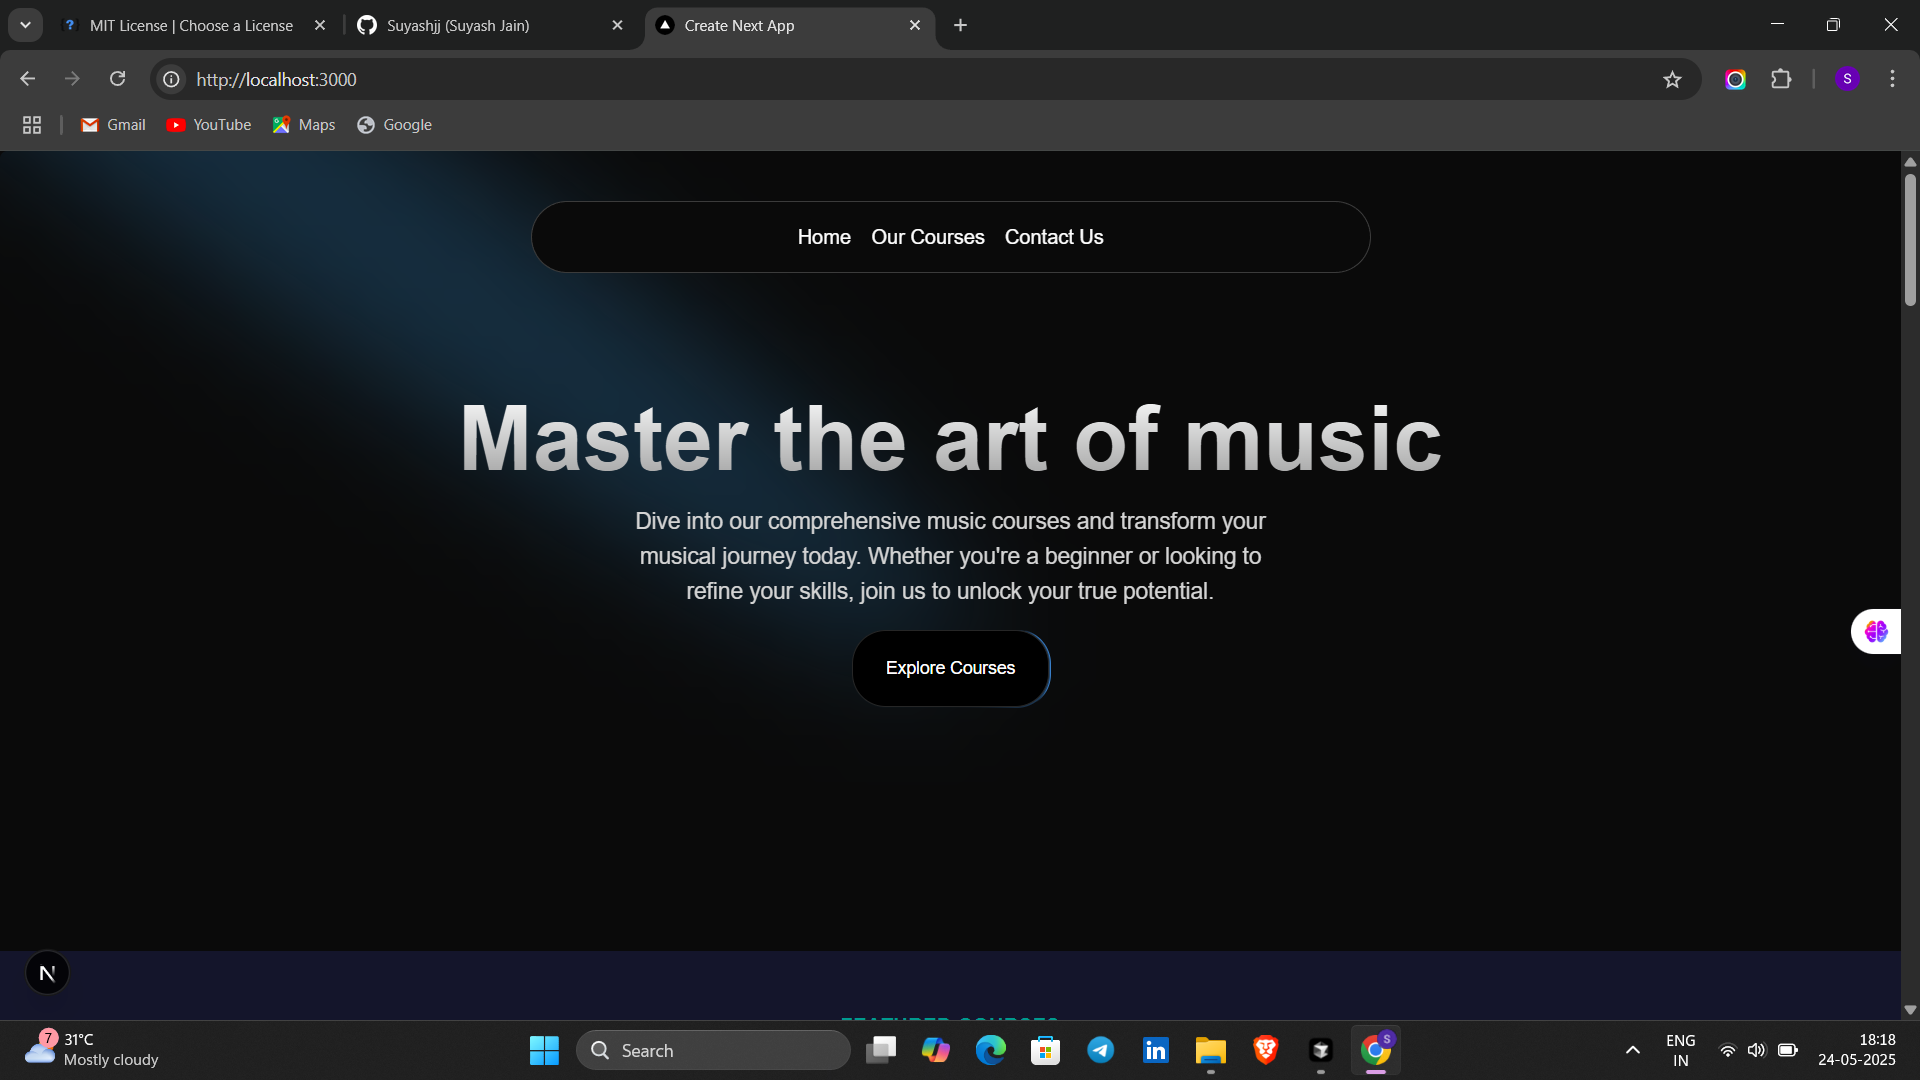 MIT License | Choose a License
Suyashjj (Suyash Jain)
Create Next App
http://localhost:3000
S
Gmail
YouTube
Maps
Google
Home Our Courses Contact Us
Master the art of music
Dive into our comprehensive music courses and transform your
musical journey today. Whether you're a beginner or looking to
refine your skills, join us to unlock your true potential.
Explore Courses
N
FEATURED COURSES
7
31°C
Mostly cloudy
Search
in
S
ENG
IN
18:18
24-05-2025